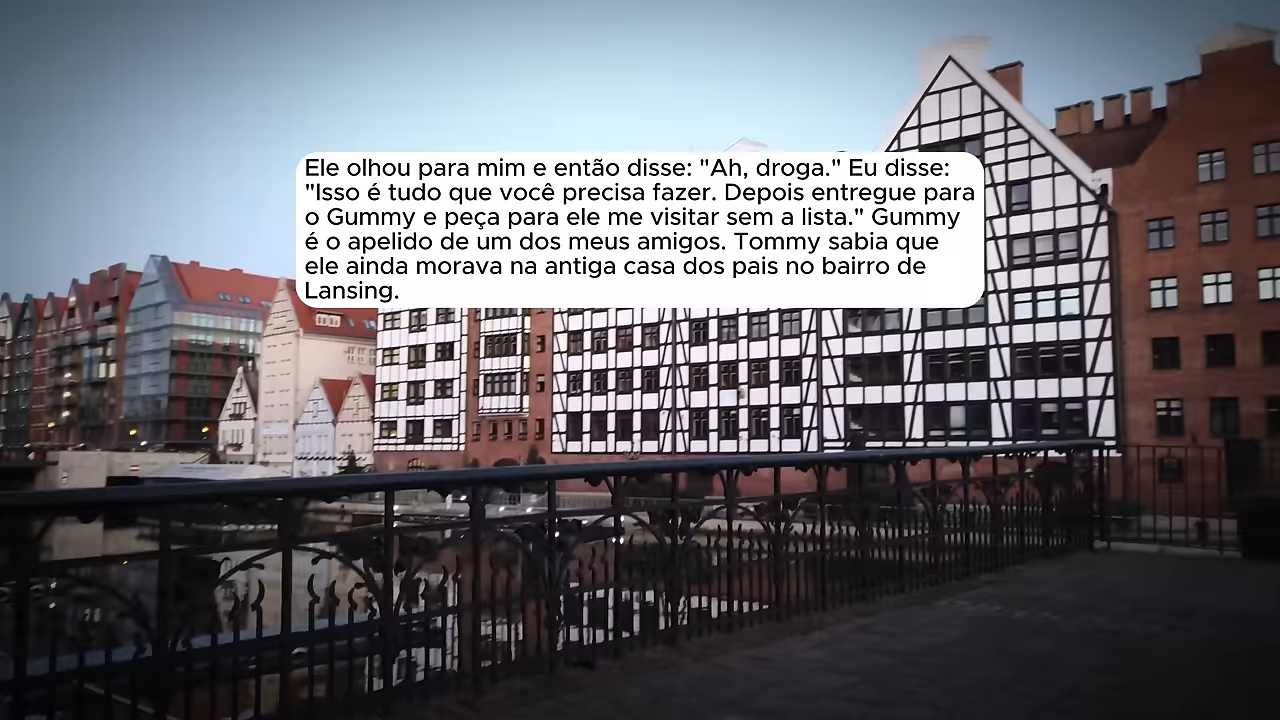 Ele olhou para mim e então disse: "Ah, droga." Eu disse:
"Isso é tudo que você precisa fazer. Depois entregue para
o Gummy e peça para ele me visitar sem a lista." Gummy
é o apelido de um dos meus amigos. Tommy sabia que
ele ainda morava na antiga casa dos pais no bairro de
Lansing.